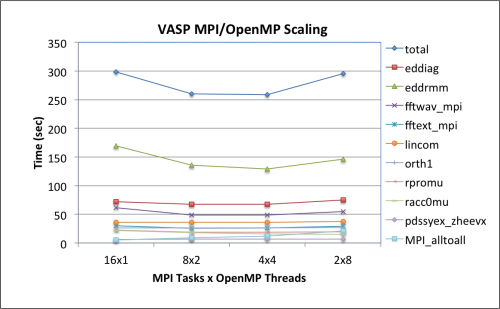 VASP MPI/OpenMP Scaling
350
300
250
200
150
100
50
0
Time (sec)
16x1 8x2 4x4 2x8
MPI Tasks x OpenMP Threads
total
eddiag
eddrmm
fftwav_mpi
fftext_mpi
lincom
orth1
rpromu
racc0mu
pdssyex_zheevx
MPI_alltoall